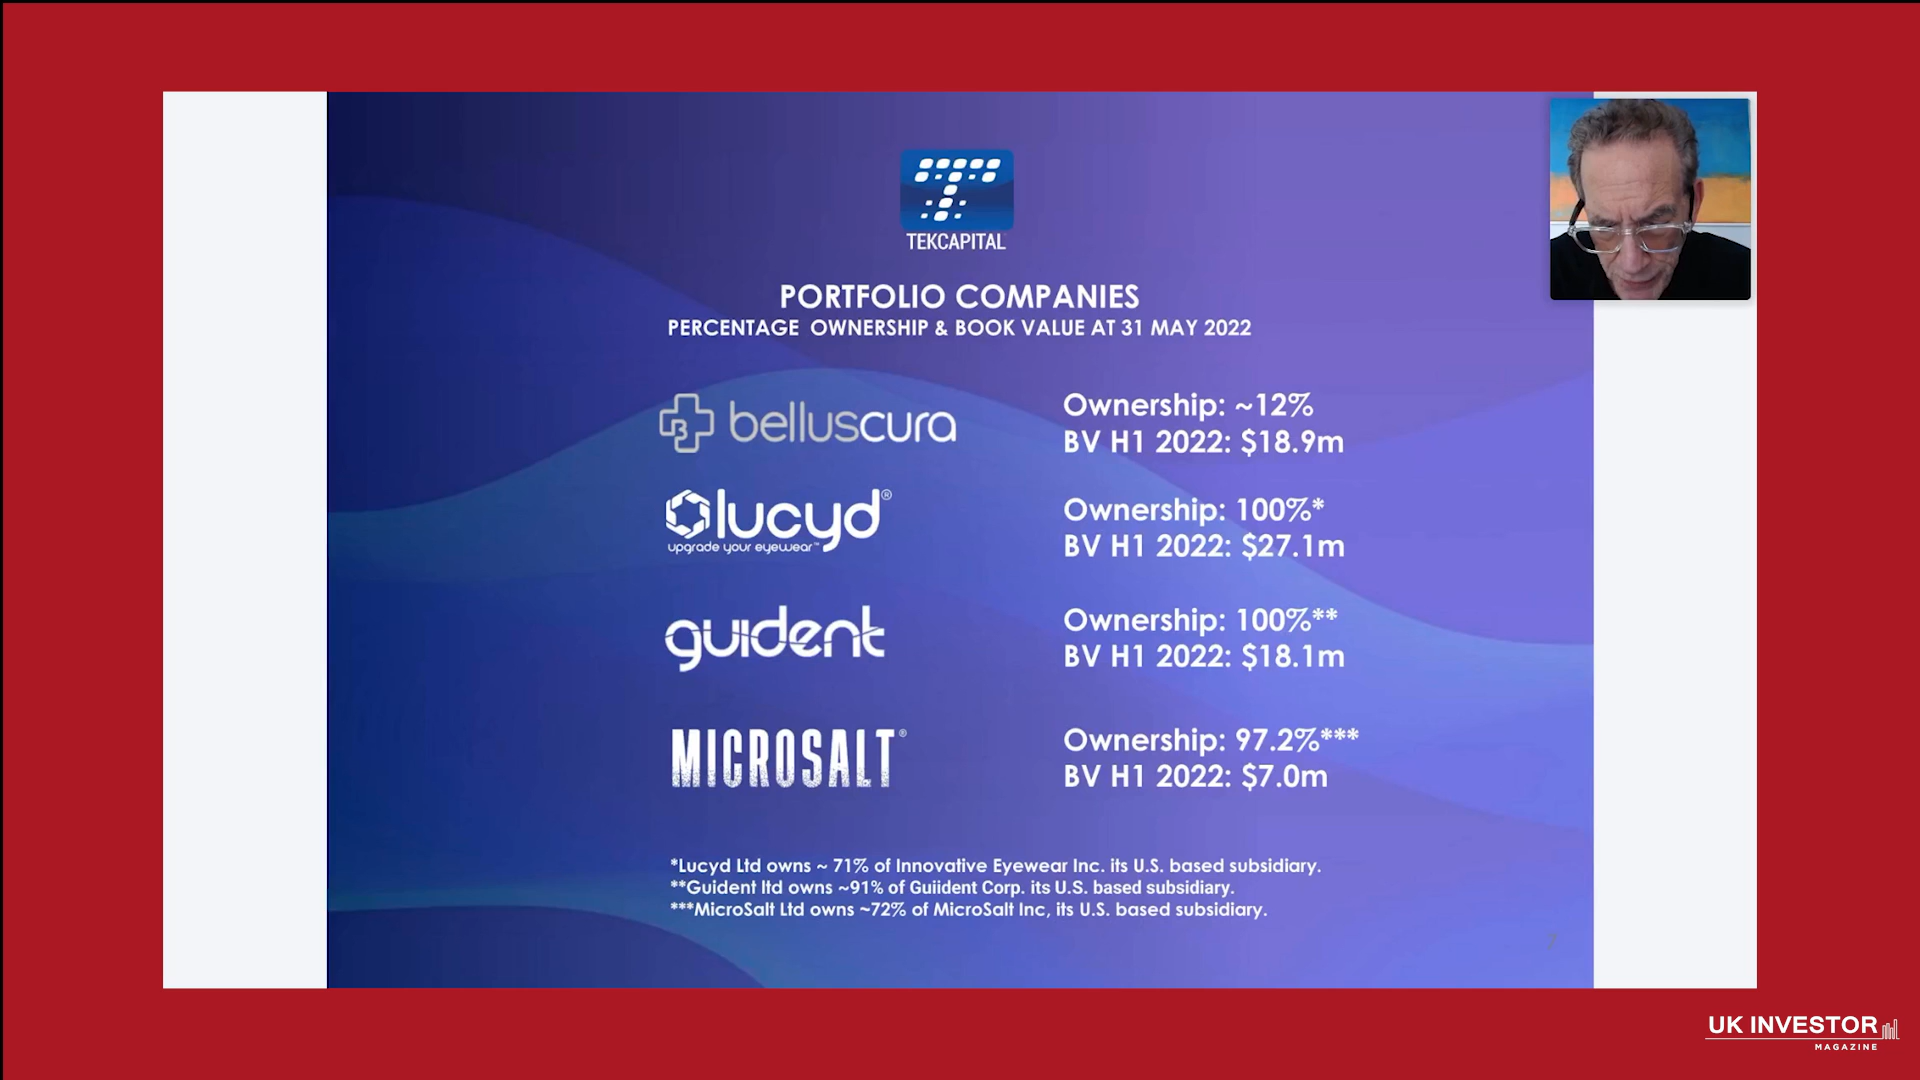 TEKCAPITAL
PORTFOLIO COMPANIES
PERCENTAGE OWNERSHIP & BOOK VALUE AT 31 MAY 2022
belluscura
Ownership: ~12%
BV H1 2022: $18.9m
lucyd®
upgrade your eyewear™
Ownership: 100%*
BV H1 2022: $27.1m
guident
Ownership: 100%**
BV H1 2022: $18.1m
MICROSALT®
Ownership: 97.2%***
BV H1 2022: $7.0m
*Lucyd Ltd owns ~ 71% of Innovative Eyewear Inc. its U.S. based subsidiary.
**Guident ltd owns ~91% of Guiident Corp. its U.S. based subsidiary.
***MicroSalt Ltd owns ~72% of MicroSalt Inc, its U.S. based subsidiary.
7
UK INVESTOR
MAGAZINE